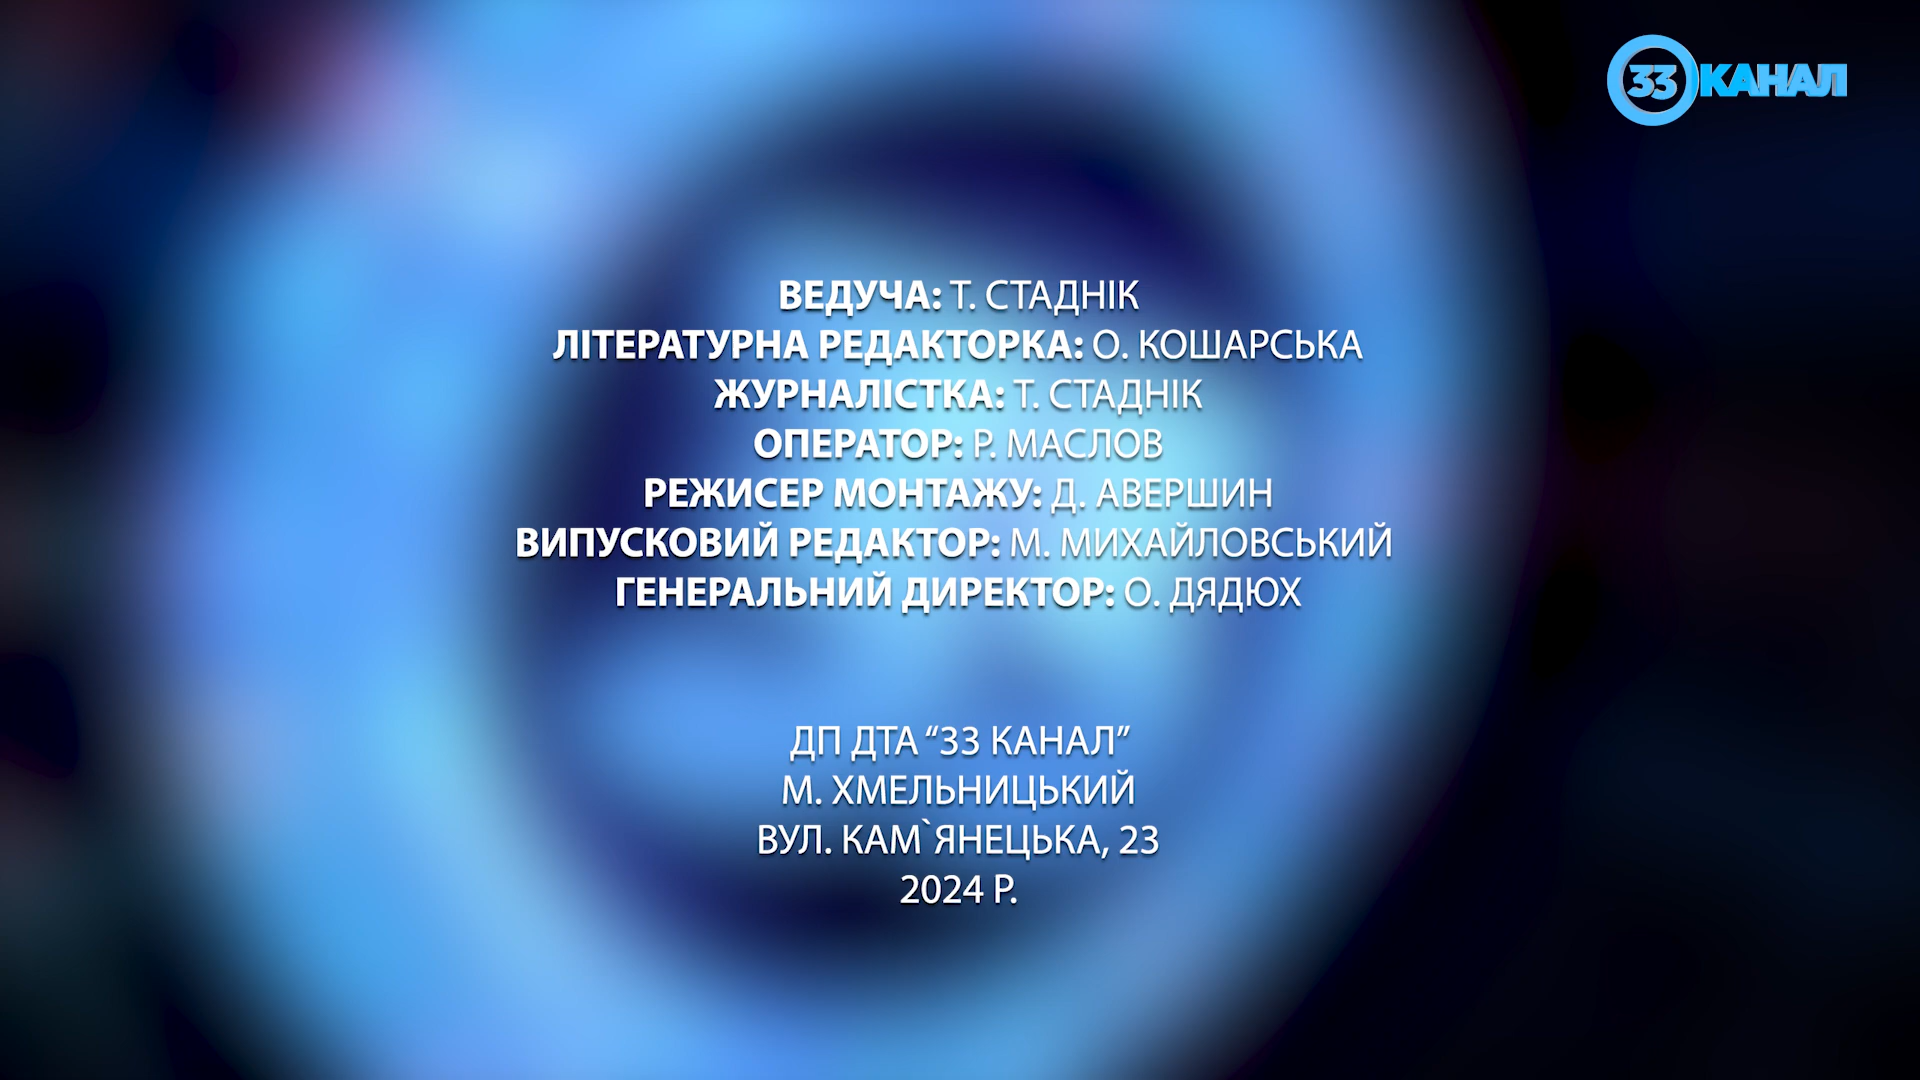 33 КАНАЛ
ВЕДУЧА: Т. СТАДНІК
ЛІТЕРАТУРНА РЕДАКТОРКА: О. КОШАРСЬКА
ЖУРНАЛІСТКА: Т. СТАДНІК
ОПЕРАТОР: Р. МАСЛОВ
РЕЖИСЕР МОНТАЖУ: Д. АВЕРШИН
ВИПУСКОВИЙ РЕДАКТОР: М. МИХАЙЛОВСЬКИЙ
ГЕНЕРАЛЬНИЙ ДИРЕКТОР: О. ДЯДЮХ
ДП ДТА “33 КАНАЛ”
М. ХМЕЛЬНИЦЬКИЙ
ВУЛ. КАМ`ЯНЕЦЬКА, 23
2024 Р.